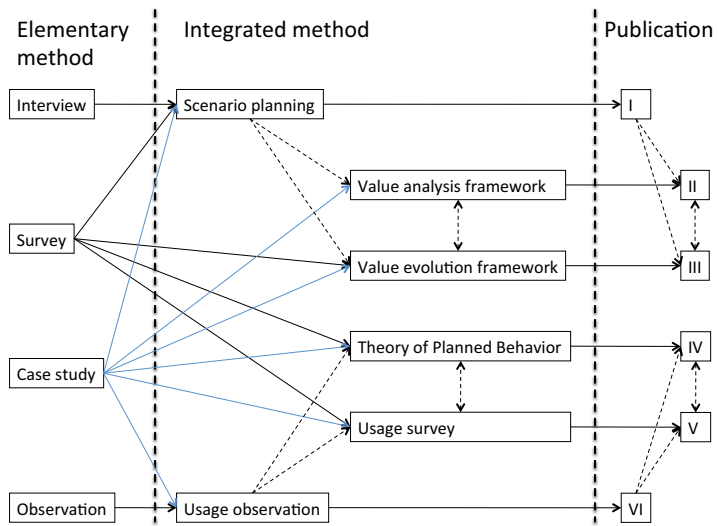 Elementary
method
Integrated method
Publication
Interview
Scenario planning
I
Value analysis framework
II
Survey
Value evolution framework
III
Theory of Planned Behavior
IV
Case study
Usage survey
V
Observation
Usage observation
VI